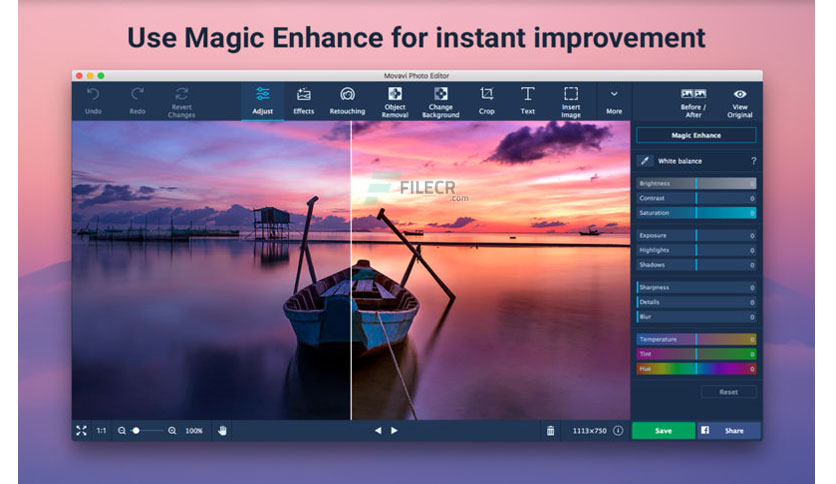 Use Magic Enhance for instant improvement
Movavi Photo Editor
Undo
Redo
Revert
Changes
Adjust
Effects
Retouching
Object
Removal
Change
Background
Crop
Text
Insert
Image
More
Before /
After
View
Original
Magic Enhance
White balance ?
FILECR
.com
Brightness 0
Contrast 0
Saturation 0
Exposure 0
Highlights 0
Shadows 0
Sharpness 0
Details 0
Blur 0
Temperature 0
Tint 0
Hue 0
Reset
1:1
100%
1113×750
Save
Share